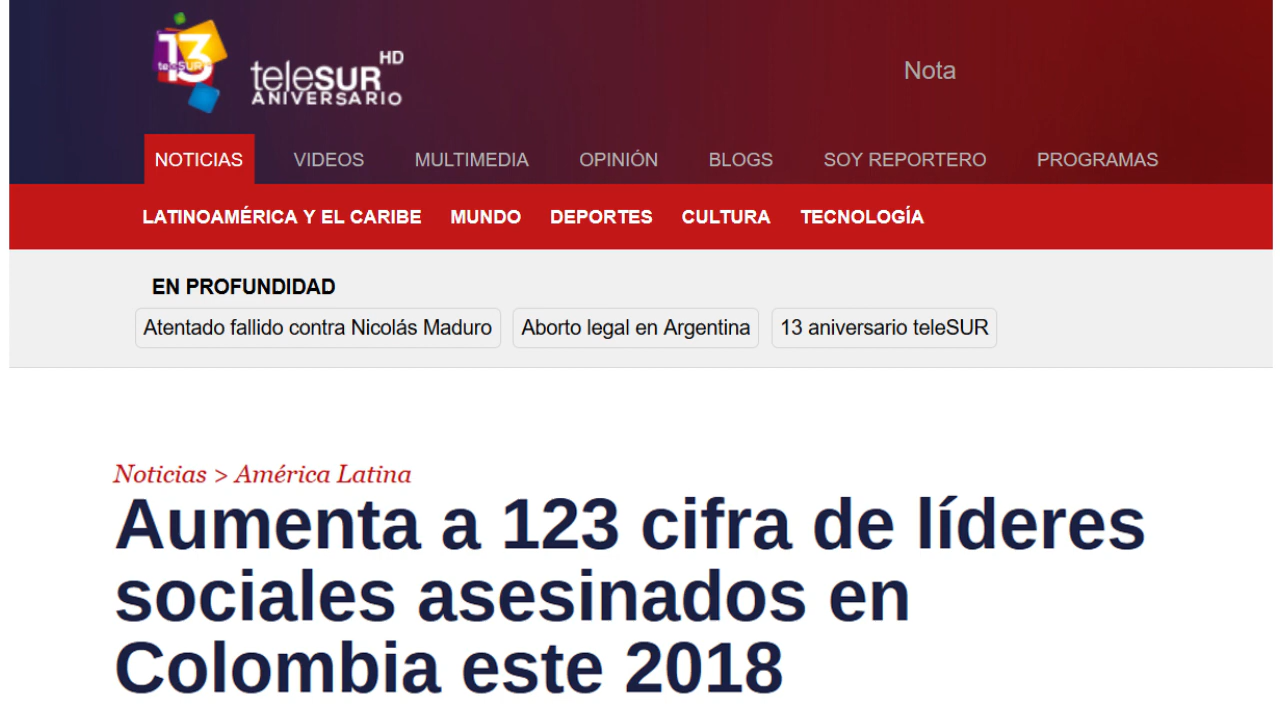 13
teleSUR
teleSUR HD
ANIVERSARIO
Nota
NOTICIAS VIDEOS MULTIMEDIA OPINIÓN BLOGS SOY REPORTERO PROGRAMAS
LATINOAMÉRICA Y EL CARIBE MUNDO DEPORTES CULTURA TECNOLOGÍA
EN PROFUNDIDAD
Atentado fallido contra Nicolás Maduro Aborto legal en Argentina 13 aniversario teleSUR
Noticias > América Latina
Aumenta a 123 cifra de líderes
sociales asesinados en
Colombia este 2018